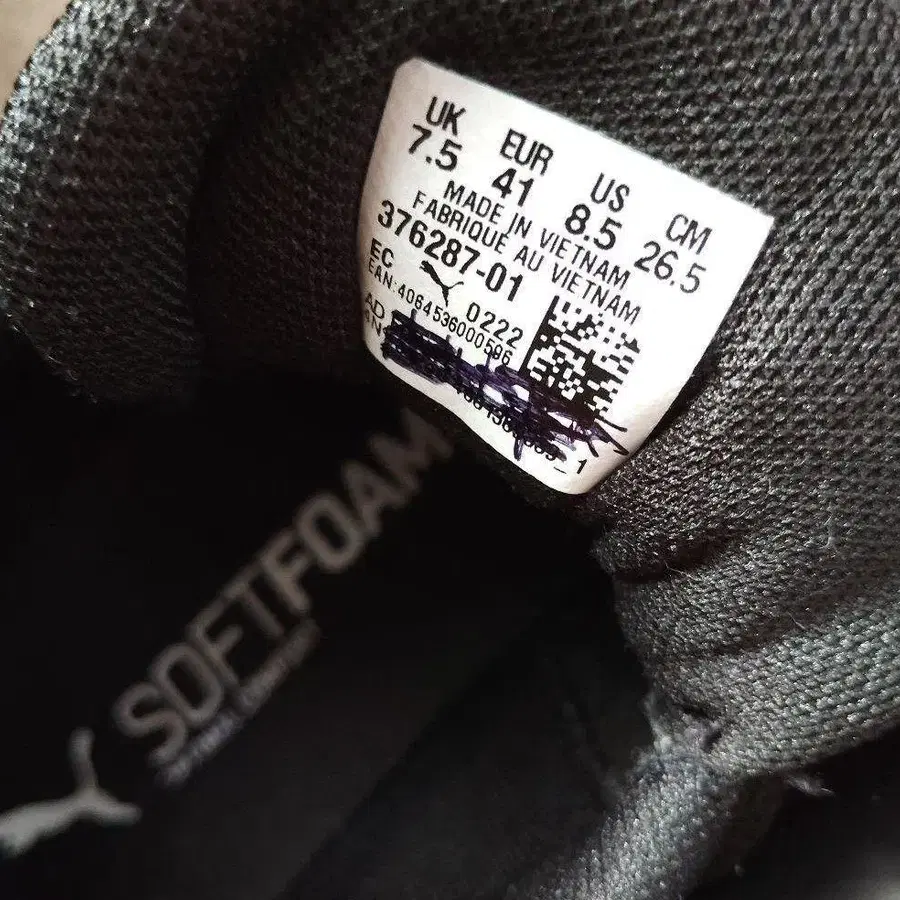 UK EUR US CM
7.5 41 8.5 26.5
MADE IN VIETNAM
FABRIQUE AU VIETNAM
376287-01
EC 0222
EAN:4064536000596
AD
SOFTFOAM